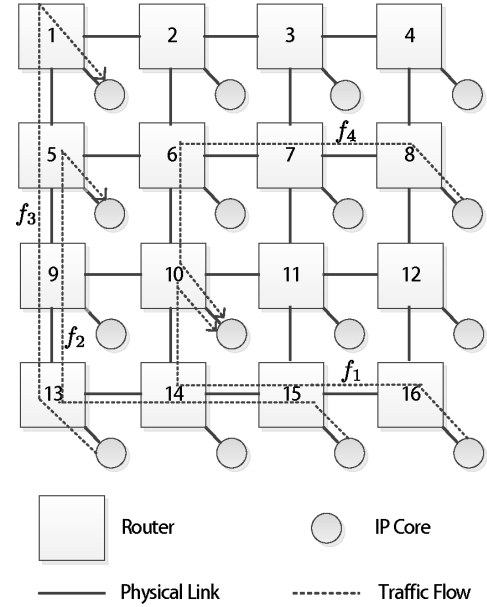 1 2 3 4
f₄
5 6 7 8
f₃
9 10 11 12
f₂
f₁
13 14 15 16
Router IP Core
Physical Link Traffic Flow